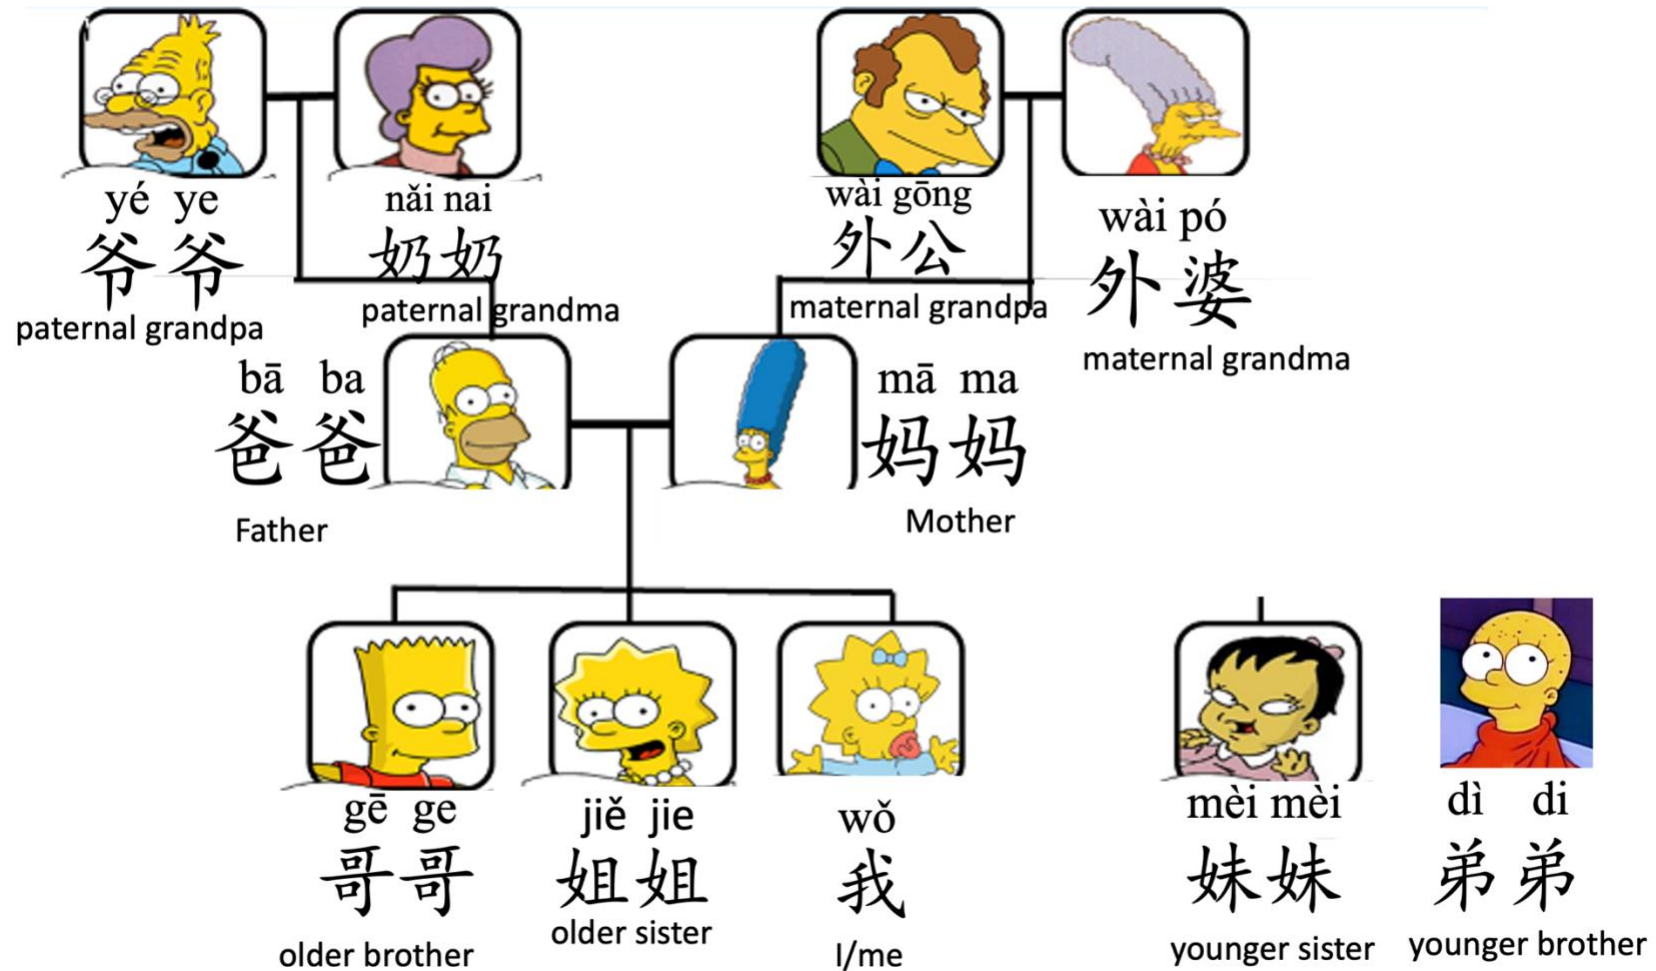 yé ye
爷爷
paternal grandpa
nǎi nai
奶奶
paternal grandma
wài gōng
外公
maternal grandpa
wài pó
外婆
maternal grandma
bā ba
爸爸
Father
mā ma
妈妈
Mother
gē ge
哥哥
older brother
jiě jie
姐姐
older sister
wǒ
我
I/me
mèi mèi
妹妹
younger sister
dì di
弟弟
younger brother